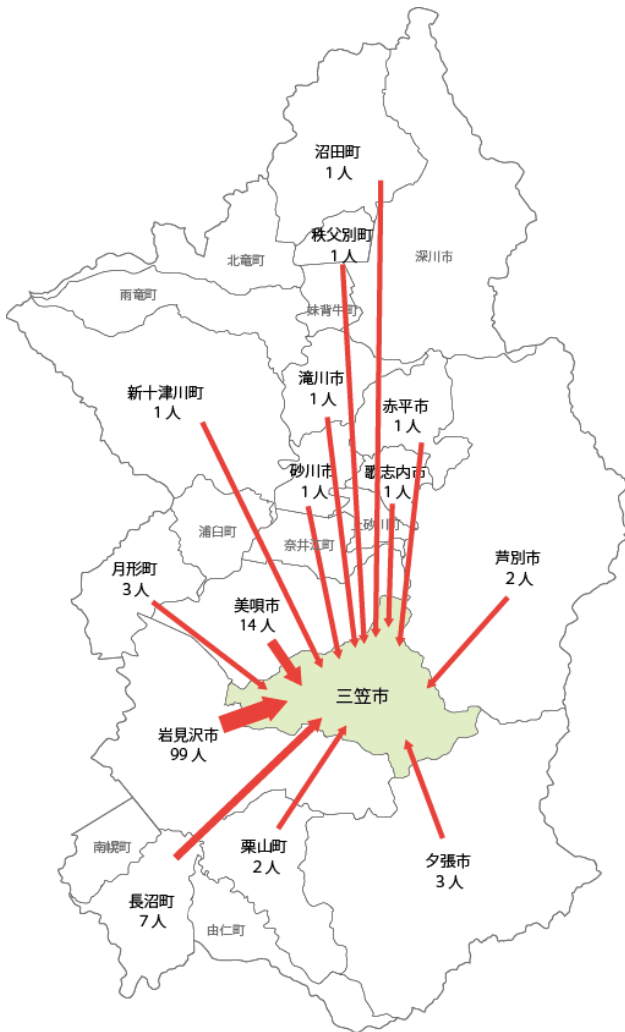 沼田町
1 人
秩父別町
1 人
北竜町
深川市
雨竜町
妹背牛町
新十津川町
1 人
滝川市
1 人
赤平市
1 人
砂川市
1 人
歌志内市
1 人
浦臼町
奈井江町
上砂川町
芦別市
2 人
月形町
3 人
美唄市
14 人
三笠市
岩見沢市
99 人
南幌町
栗山町
2 人
夕張市
3 人
長沼町
7 人
由仁町